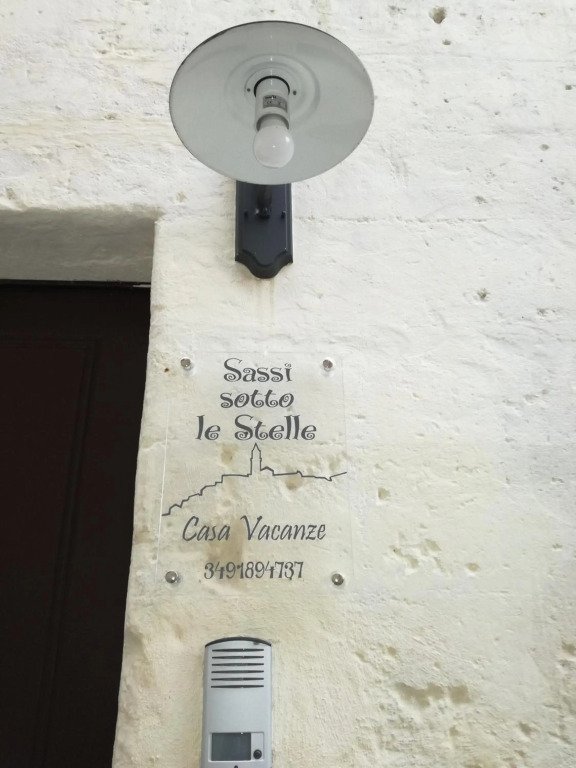 Sassi
sotto
le Stelle
Casa Vacanze
3491894737